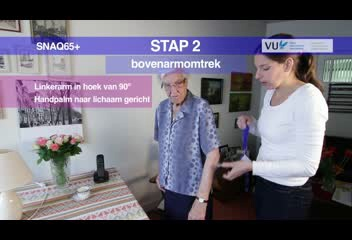 SNAQ65+
STAP 2
VU
bovenarmomtrek
Linkerarm in hoek van 90°
Handpalm naar lichaam gericht